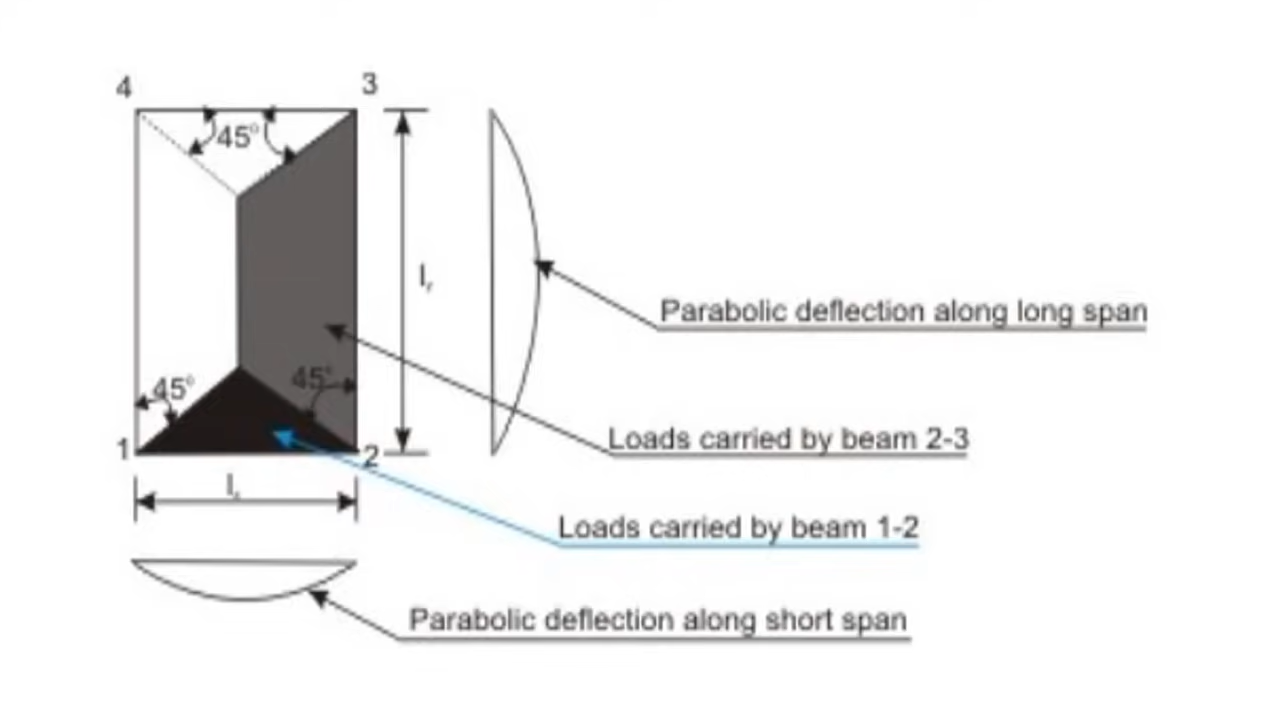 4
3
45°
l
Parabolic deflection along long span
45°
45°
Loads carried by beam 2-3
1
2
l
Loads carried by beam 1-2
Parabolic deflection along short span